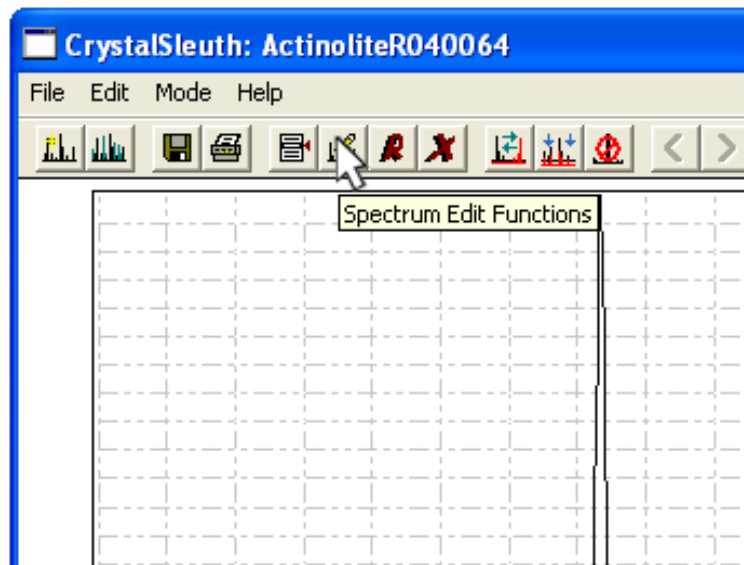 CrystalSleuth: ActinoliteR040064
File Edit Mode Help
R X
Spectrum Edit Functions